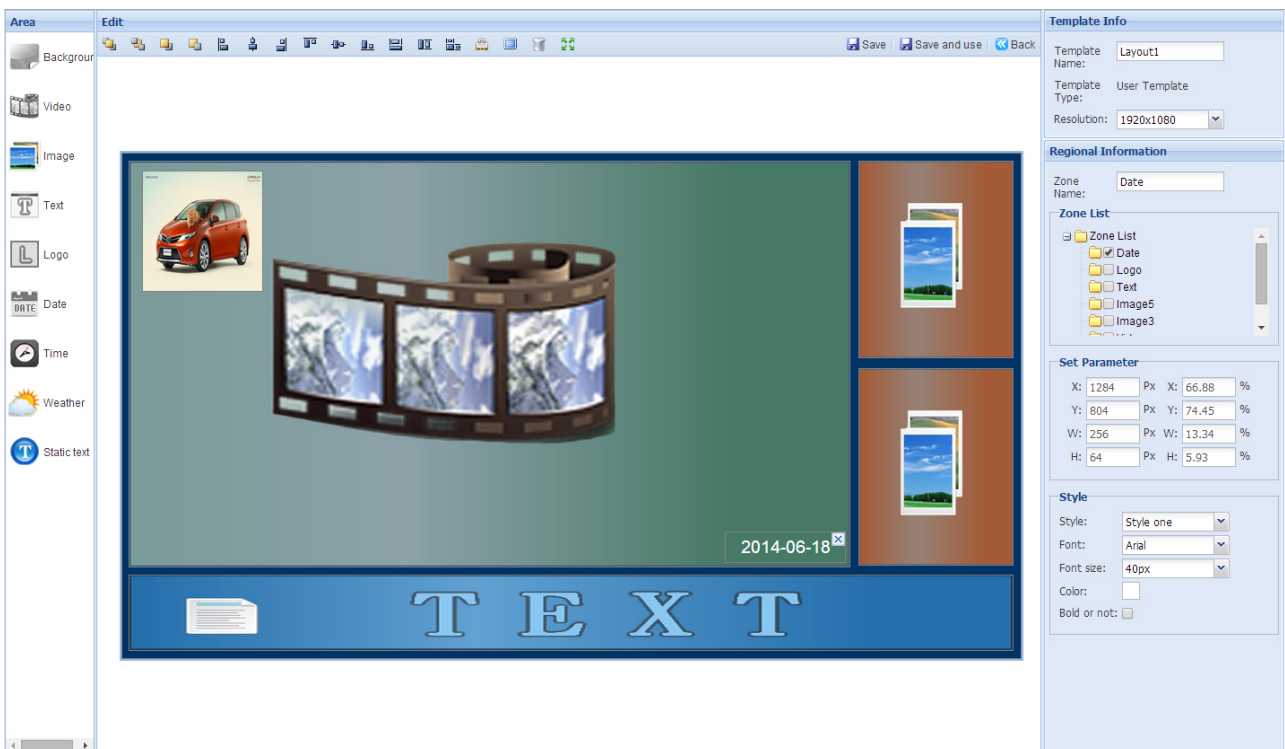 Area
Backgrour
Video
Image
T
Text
L
Logo
DATE
Date
Time
Weather
T
Static text
Edit
Save
Save and use
Back
2014-06-18
TEXT
Template Info
Template Name:
Layout1
Template Type:
User Template
Resolution:
1920x1080
Regional Information
Zone Name:
Date
Zone List
Zone List
Date
Logo
Text
Image5
Image3
Set Parameter
X: 1284 Px X: 66.88 %
Y: 804 Px Y: 74.45 %
W: 256 Px W: 13.34 %
H: 64 Px H: 5.93 %
Style
Style: Style one
Font: Arial
Font size: 40px
Color:
Bold or not: